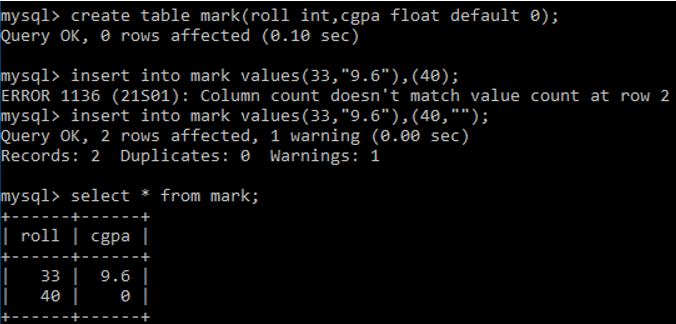 mysql> create table mark(roll int,cgpa float default 0);
Query OK, 0 rows affected (0.10 sec)
mysql> insert into mark values(33,"9.6"),(40);
ERROR 1136 (21S01): Column count doesn't match value count at row 2
mysql> insert into mark values(33,"9.6"),(40,"");
Query OK, 2 rows affected, 1 warning (0.00 sec)
Records: 2  Duplicates: 0  Warnings: 1
mysql> select * from mark;
+------+------+
| roll | cgpa |
+------+------+
|   33 |  9.6 |
|   40 |    0 |
+------+------+